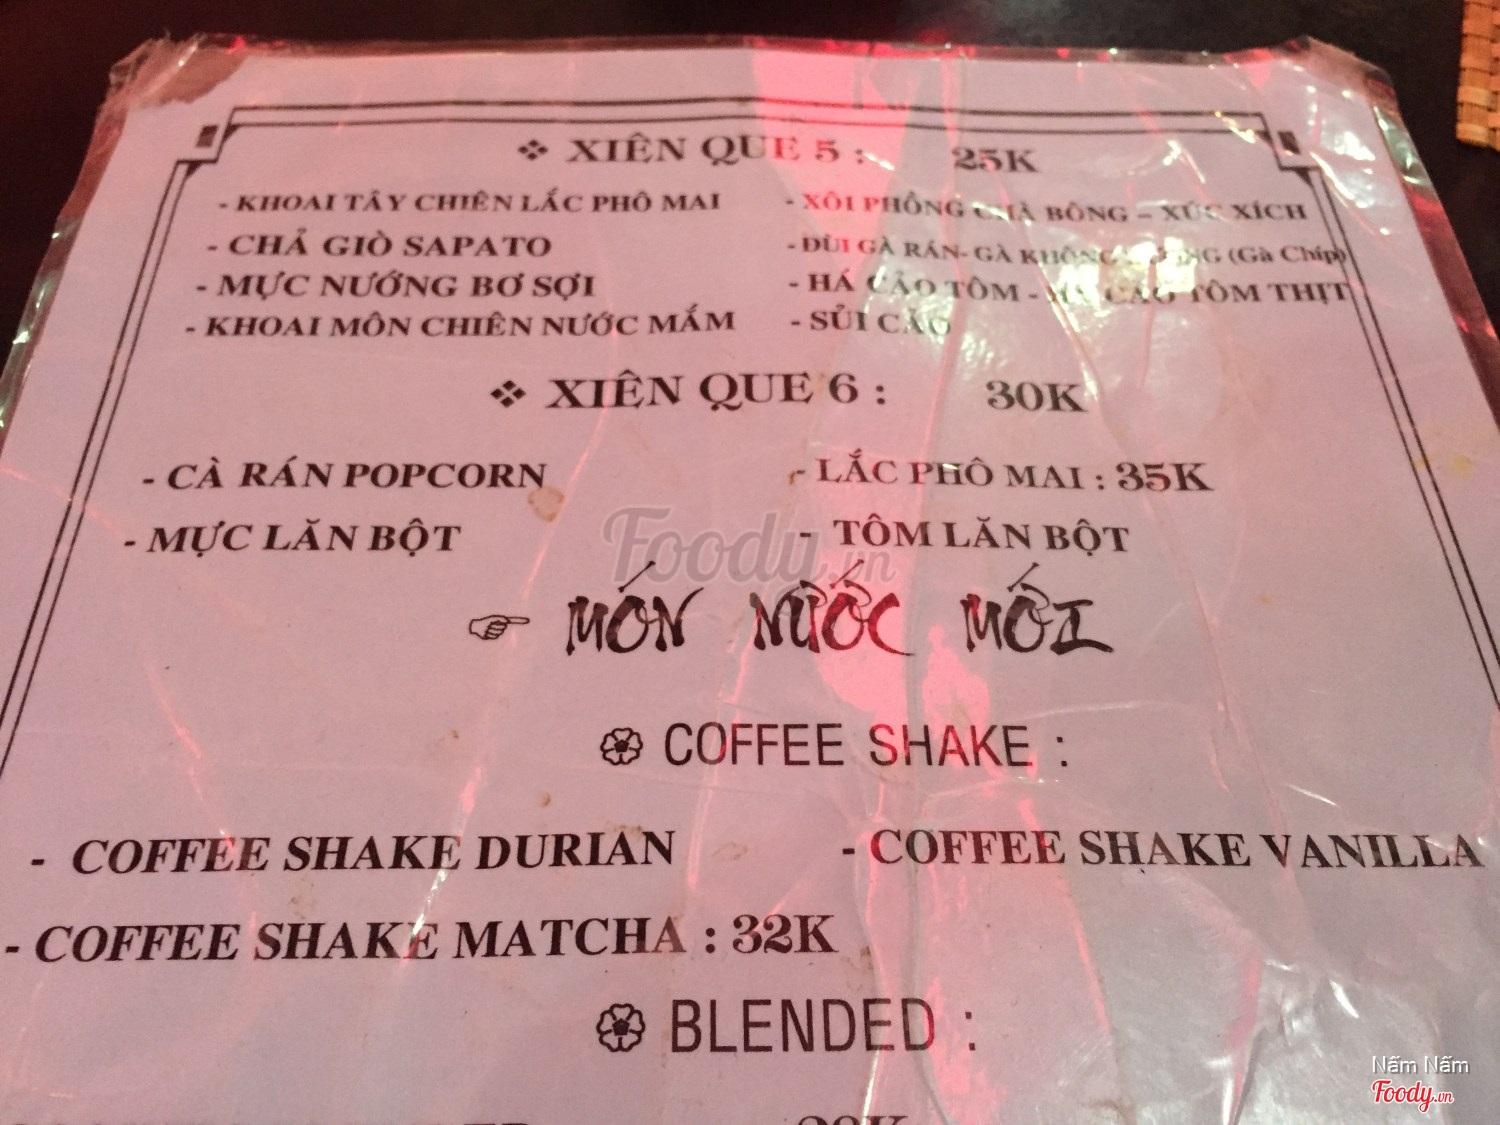 ❖ XIÊN QUE 5 : 25K
- KHOAI TÂY CHIÊN LẮC PHÔ MAI - XÔI PHỒNG CHÀ BÔNG – XÚC XÍCH
- CHẢ GIÒ SAPATO - ĐÙI GÀ RÁN- GÀ KHÔNG (Gà Chíp)
- MỰC NƯỚNG BƠ SỢI - HÁ CẢO TÔM - HÁ CẢO TÔM THỊT
- KHOAI MÔN CHIÊN NƯỚC MẮM - SỦI CẢO
❖ XIÊN QUE 6 : 30K
- CÀ RÁN POPCORN - LẮC PHÔ MAI : 35K
- MỰC LĂN BỘT - TÔM LĂN BỘT
Foody.vn
☞ MÓN NƯỚC MỚI
COFFEE SHAKE :
- COFFEE SHAKE DURIAN - COFFEE SHAKE VANILLA
- COFFEE SHAKE MATCHA : 32K
BLENDED :
Nấm Nấm
Foody.vn